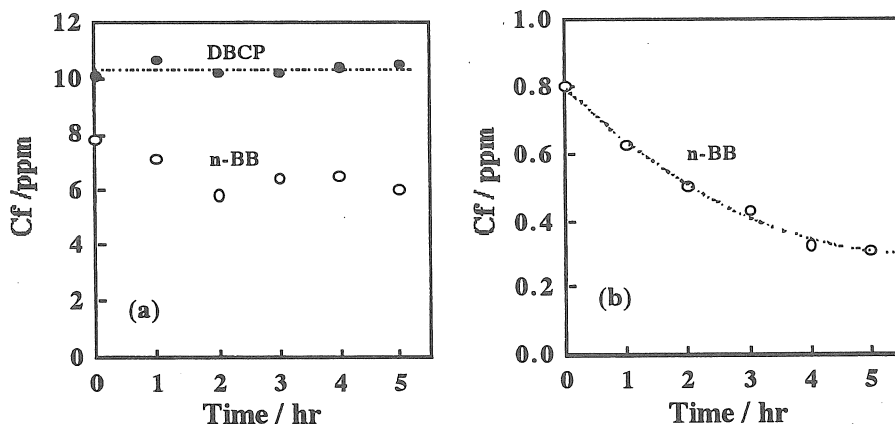 12
10
8
6
4
2
0
Cf /ppm
DBCP
n-BB
(a)
0 1 2 3 4 5
Time / hr
1.0
0.8
0.6
0.4
0.2
0.0
Cf / ppm
n-BB
(b)
0 1 2 3 4 5
Time / hr